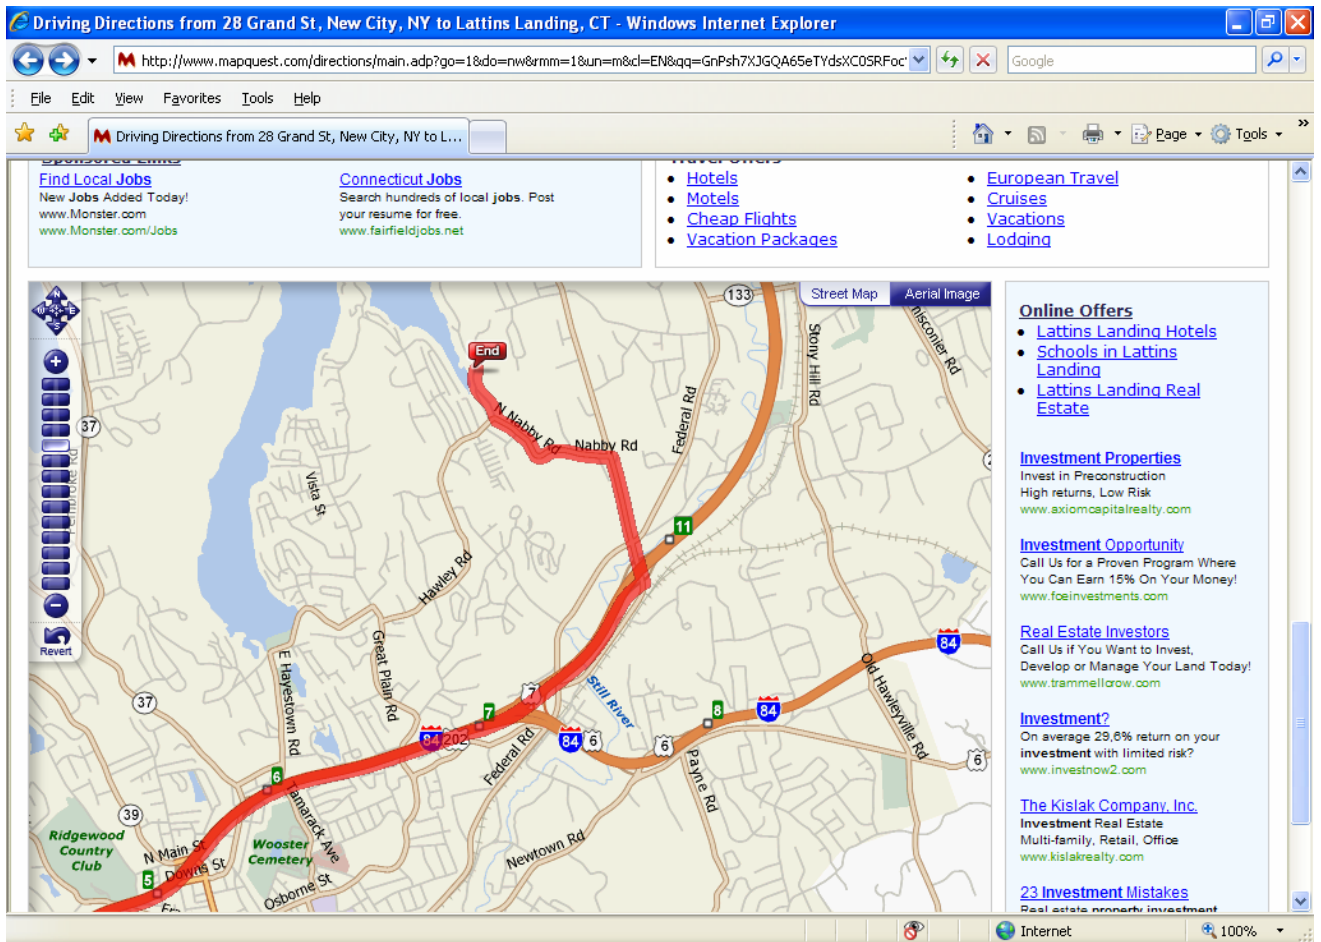 Driving Directions from 28 Grand St, New City, NY to Lattins Landing, CT - Windows Internet Explorer
http://www.mapquest.com/directions/main.adp?go=1&do=nw&rmm=1&un=m&cl=EN&qq=GnPsh7XJGQA65eTYdsXC0SRFoc
Google
File Edit View Favorites Tools Help
Driving Directions from 28 Grand St, New City, NY to L...
Page Tools »
Sponsored Links
Find Local Jobs
New Jobs Added Today!
www.Monster.com
www.Monster.com/Jobs
Connecticut Jobs
Search hundreds of local jobs. Post
your resume for free.
www.fairfieldjobs.net
Travel Offers
Hotels
Motels
Cheap Flights
Vacation Packages
European Travel
Cruises
Vacations
Lodging
N
W E
S
Revert
Street Map Aerial Image
133
End
37
Stony Hill Rd
Federal Rd
N Nabby Rd
Nabby Rd
Vista St
Pembroke Rd
11
Hawley Rd
Great Plain Rd
E Hayestown Rd
84
Old Hawleyville Rd
Still River
7
37
7
84 202
8
84
84 6
6
6
Federal Rd
Payne Rd
6
39
Tamarack Ave
Ridgewood
Country
Club
N Main St
Wooster
Cemetery
Newtown Rd
Downs St
5
Osborne St
Online Offers
Lattins Landing Hotels
Schools in Lattins
Landing
Lattins Landing Real
Estate
Investment Properties
Invest in Preconstruction
High returns, Low Risk
www.axiomcapitalrealty.com
Investment Opportunity
Call Us for a Proven Program Where
You Can Earn 15% On Your Money!
www.foeinvestments.com
Real Estate Investors
Call Us if You Want to Invest,
Develop or Manage Your Land Today!
www.trammellcrow.com
Investment?
On average 29,6% return on your
investment with limited risk?
www.investnow2.com
The Kislak Company, Inc.
Investment Real Estate
Multi-family, Retail, Office
www.kislakrealty.com
23 Investment Mistakes
Real estate property investment
Internet
100%